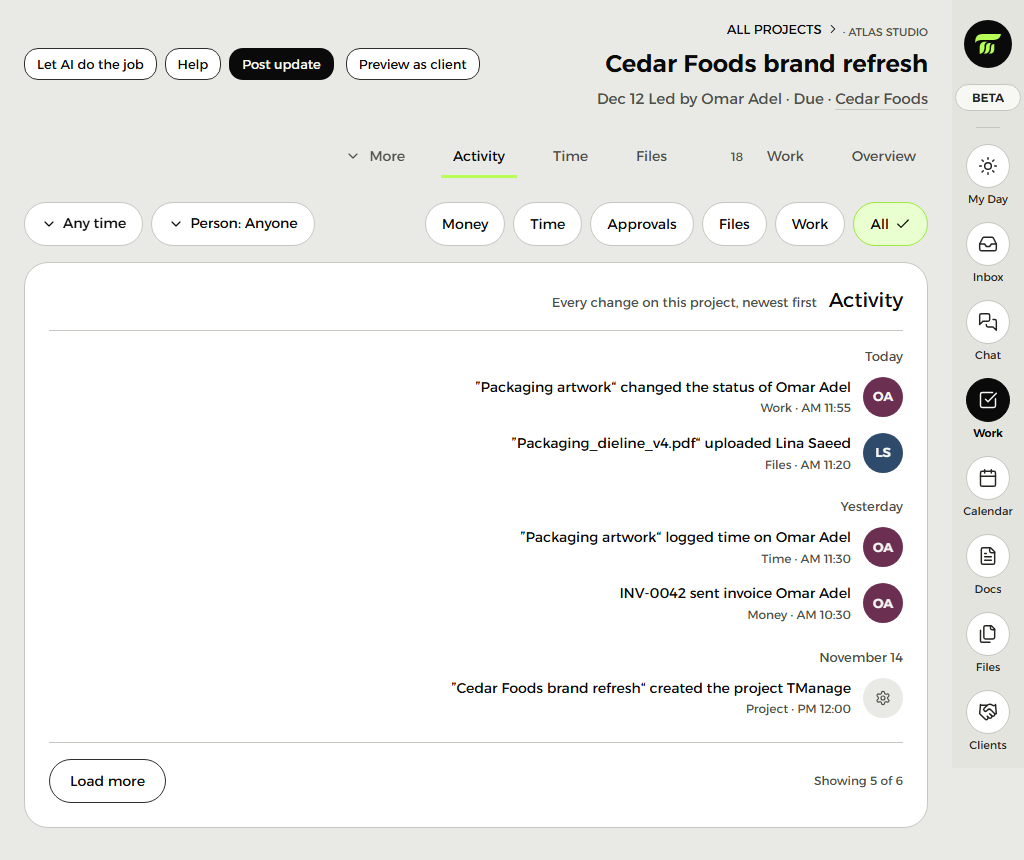 ALL PROJECTS
· ATLAS STUDIO
Cedar Foods brand refresh
Dec 12 Led by Omar Adel · Due · Cedar Foods
Let AI do the job
Help
Post update
Preview as client
BETA
My Day
Inbox
Chat
Work
Calendar
Docs
Files
Clients
More
Activity
Time
Files
18 Work
Overview
Any time
Person: Anyone
Money
Time
Approvals
Files
Work
All
Every change on this project, newest first
Activity
Today
"Packaging artwork" changed the status of Omar Adel
OA
Work · AM 11:55
"Packaging_dieline_v4.pdf" uploaded Lina Saeed
LS
Files · AM 11:20
Yesterday
"Packaging artwork" logged time on Omar Adel
OA
Time · AM 11:30
INV-0042 sent invoice Omar Adel
OA
Money · AM 10:30
November 14
"Cedar Foods brand refresh" created the project TManage
Project · PM 12:00
Load more
Showing 5 of 6